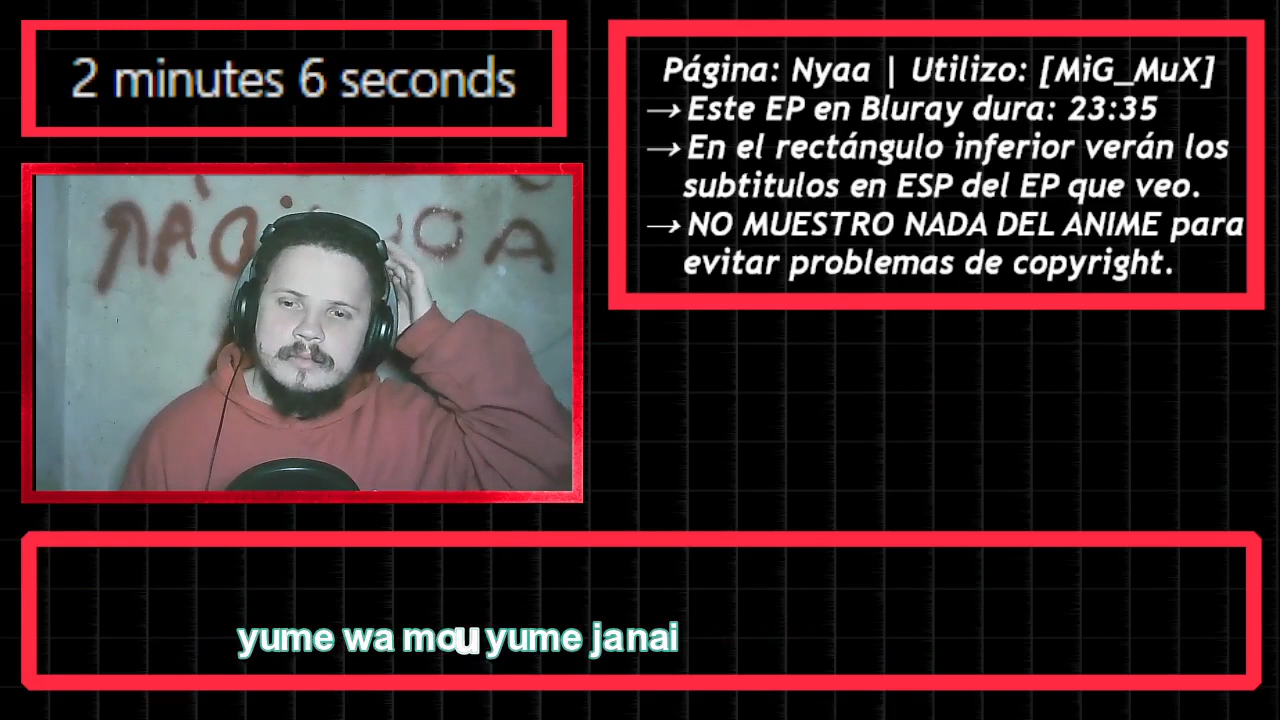 2 minutes 6 seconds
Página: Nyaa | Utilizo: [MiG_MuX]
→ Este EP en Bluray dura: 23:35
→ En el rectángulo inferior verán los
subtitulos en ESP del EP que veo.
→ NO MUESTRO NADA DEL ANIME para
evitar problemas de copyright.
yume wa mou yume janai